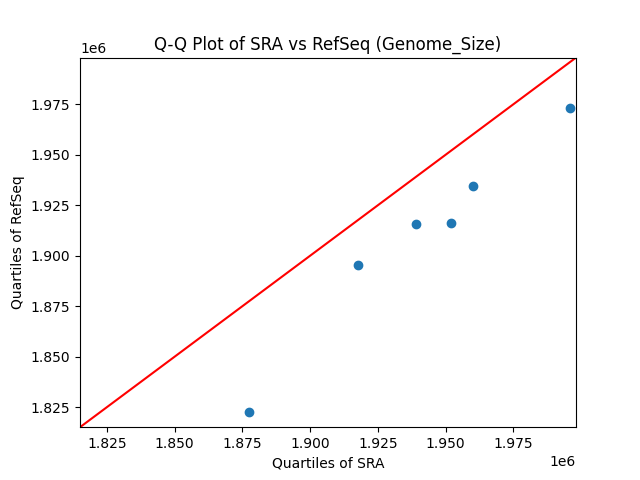 Q-Q Plot of SRA vs RefSeq (Genome_Size)
1e6
1.975
1.950
1.925
1.900
1.875
1.850
1.825
Quartiles of RefSeq
1.825 1.850 1.875 1.900 1.925 1.950 1.975
Quartiles of SRA
1e6